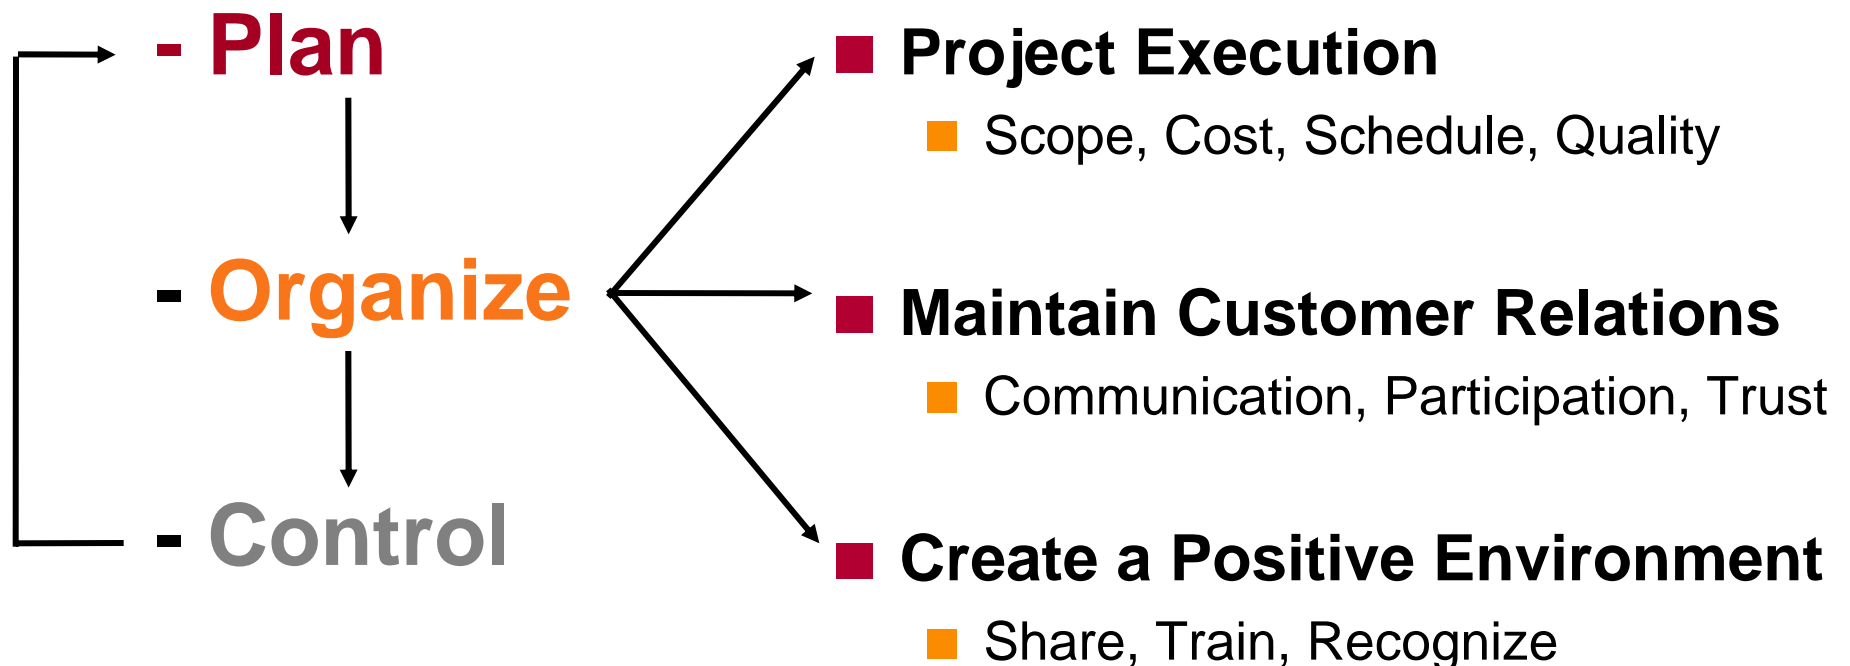 - Plan
- Organize
- Control
Project Execution
Scope, Cost, Schedule, Quality
Maintain Customer Relations
Communication, Participation, Trust
Create a Positive Environment
Share, Train, Recognize